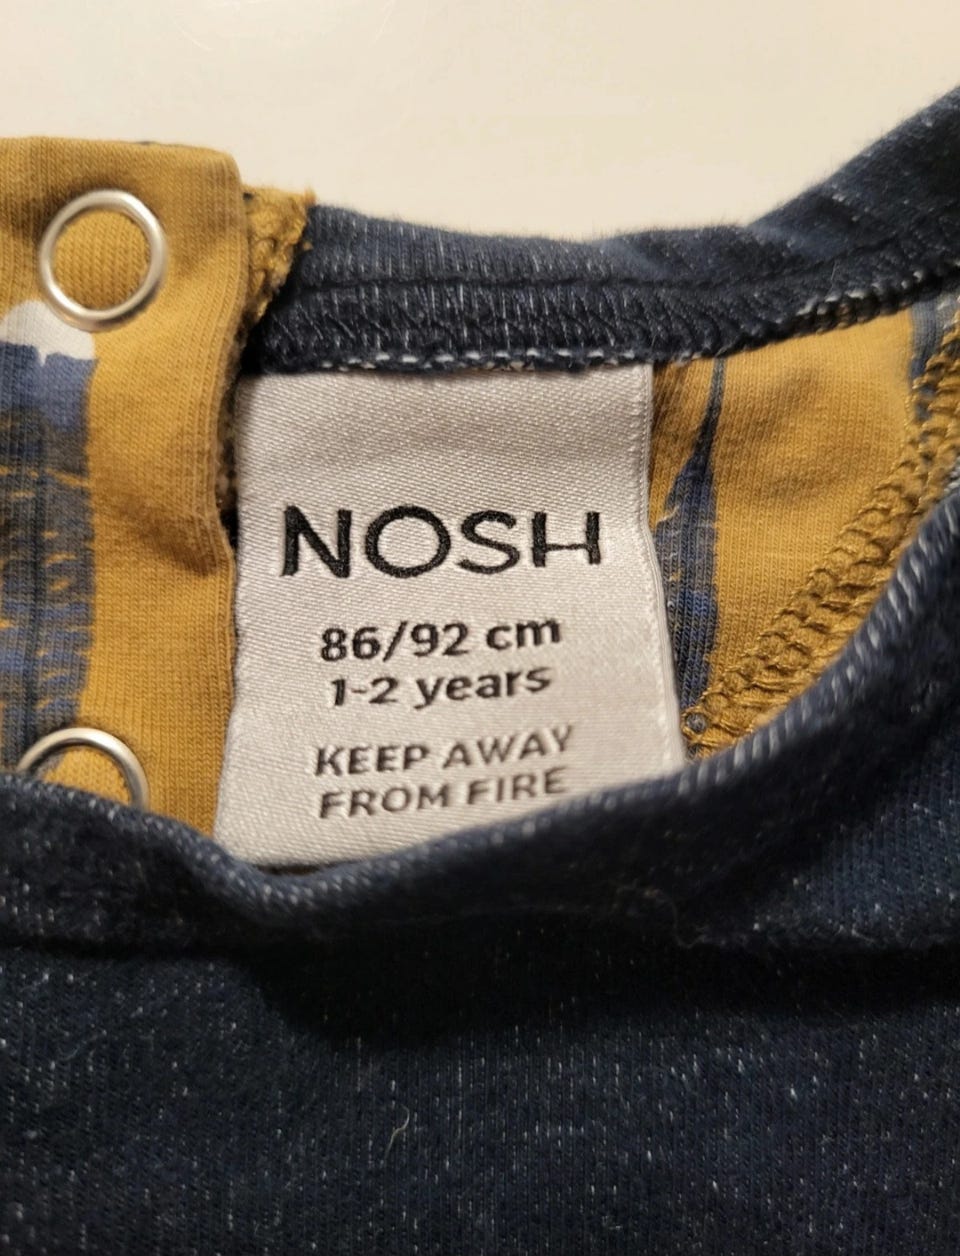 NOSH
86/92 cm
1-2 years
KEEP AWAY
FROM FIRE